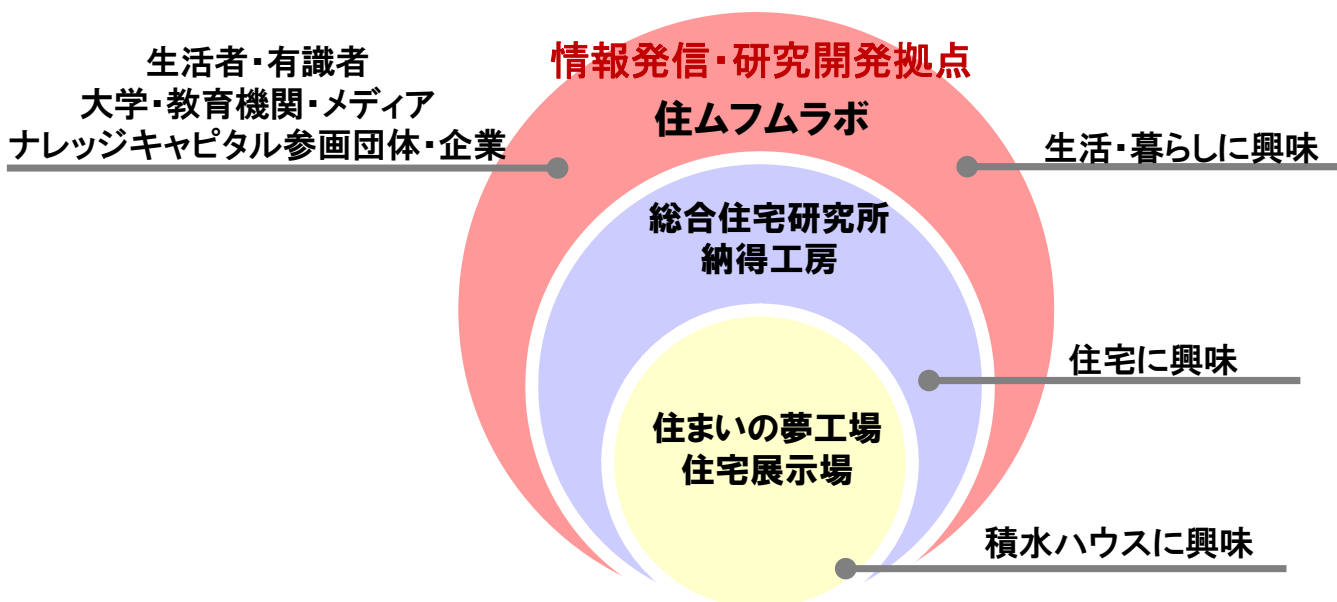 生活者・有識者
大学・教育機関・メディア
ナレッジキャピタル参画団体・企業
情報発信・研究開発拠点
住ムフムラボ
生活・暮らしに興味
総合住宅研究所
納得工房
住宅に興味
住まいの夢工場
住宅展示場
積水ハウスに興味